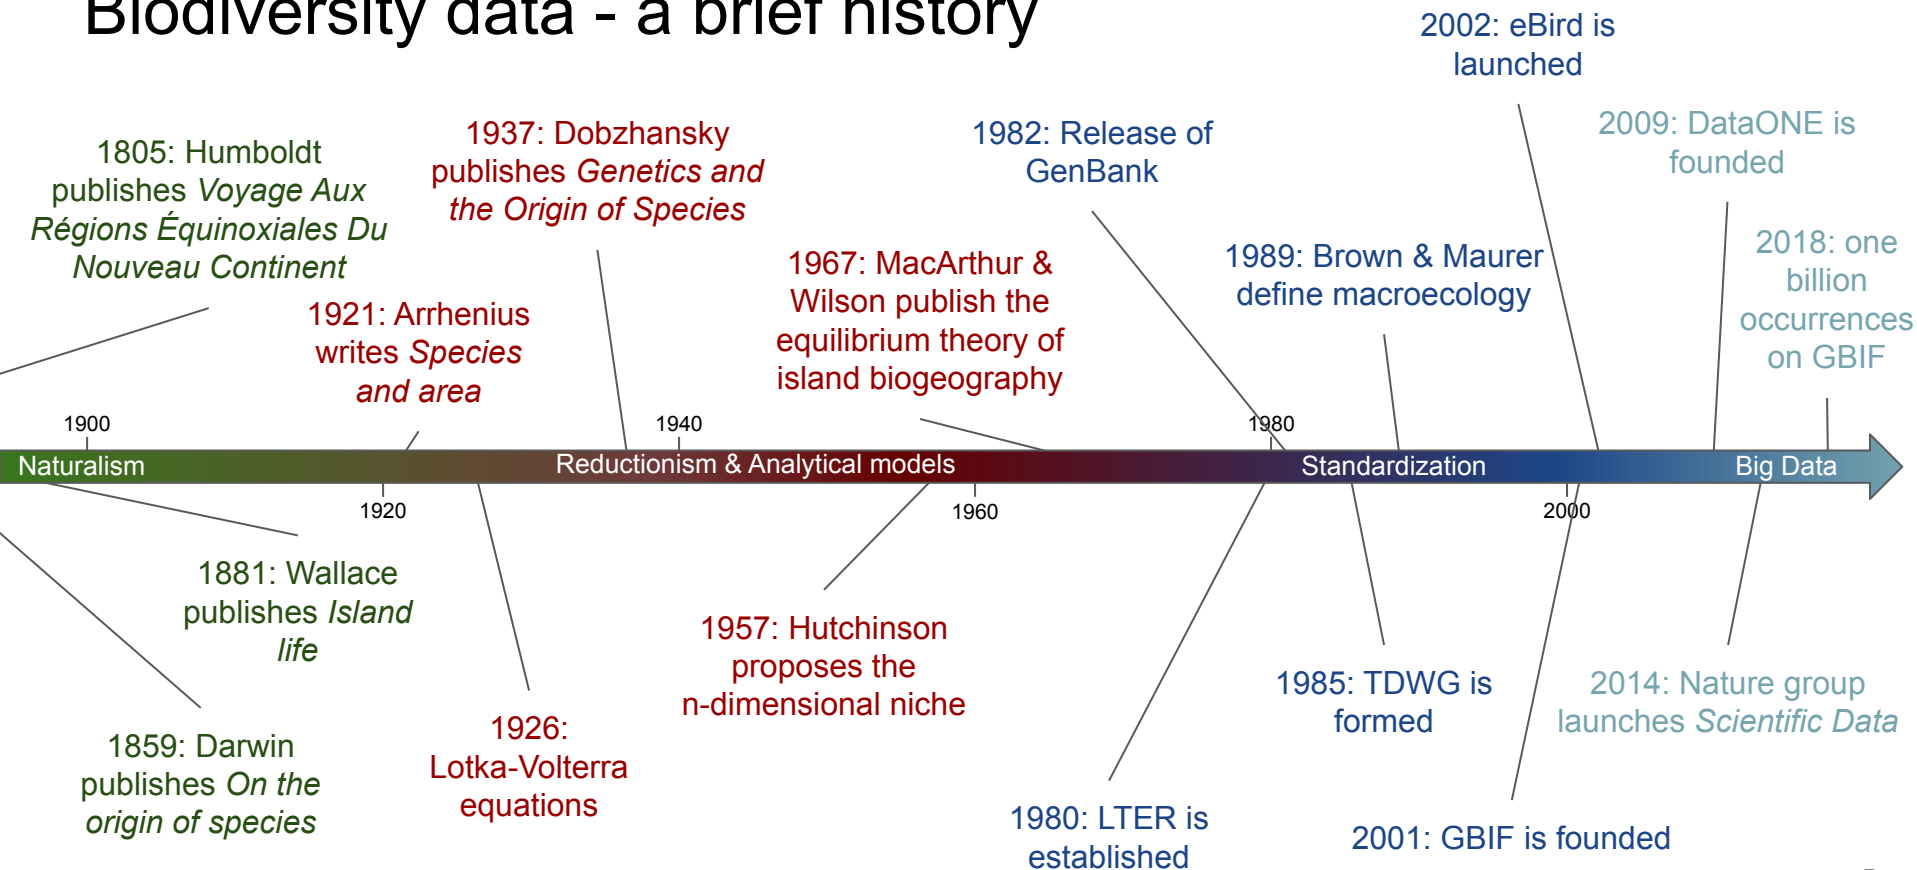 Biodiversity data - a brief history
2002: eBird is
launched
1805: Humboldt
publishes Voyage Aux
Régions Équinoxiales Du
Nouveau Continent
1937: Dobzhansky
publishes Genetics and
the Origin of Species
1982: Release of
GenBank
2009: DataONE is
founded
1921: Arrhenius
writes Species
and area
1967: MacArthur &
Wilson publish the
equilibrium theory of
island biogeography
1989: Brown & Maurer
define macroecology
2018: one
billion
occurrences
on GBIF
1900
1940
1980
Naturalism
Reductionism & Analytical models
Standardization
Big Data
1920
1960
2000
1881: Wallace
publishes Island
life
1859: Darwin
publishes On the
origin of species
1926:
Lotka-Volterra
equations
1957: Hutchinson
proposes the
n-dimensional niche
1980: LTER is
established
1985: TDWG is
formed
2001: GBIF is founded
2014: Nature group
launches Scientific Data